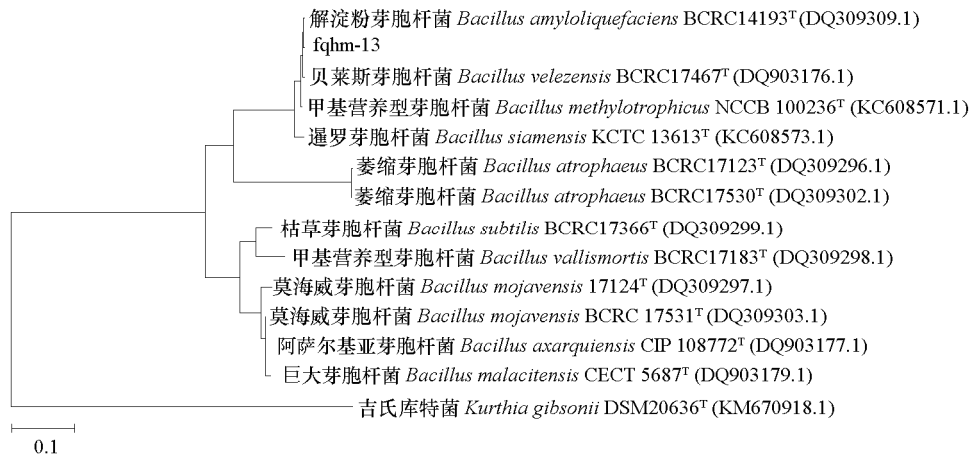 解淀粉芽胞杆菌 Bacillus amyloliquefaciens BCRC14193ᵀ(DQ309309.1)
fqhm-13
贝莱斯芽胞杆菌 Bacillus velezensis BCRC17467ᵀ (DQ903176.1)
甲基营养型芽胞杆菌 Bacillus methylotrophicus NCCB 100236ᵀ (KC608571.1)
暹罗芽胞杆菌 Bacillus siamensis KCTC 13613ᵀ (KC608573.1)
萎缩芽胞杆菌 Bacillus atrophaeus BCRC17123ᵀ (DQ309296.1)
萎缩芽胞杆菌 Bacillus atrophaeus BCRC17530ᵀ (DQ309302.1)
枯草芽胞杆菌 Bacillus subtilis BCRC17366ᵀ (DQ309299.1)
甲基营养型芽胞杆菌 Bacillus vallismortis BCRC17183ᵀ (DQ309298.1)
莫海威芽胞杆菌 Bacillus mojavensis 17124ᵀ (DQ309297.1)
莫海威芽胞杆菌 Bacillus mojavensis BCRC 17531ᵀ (DQ309303.1)
阿萨尔基亚芽胞杆菌 Bacillus axarquiensis CIP 108772ᵀ (DQ903177.1)
巨大芽胞杆菌 Bacillus malacitensis CECT 5687ᵀ (DQ903179.1)
吉氏库特菌 Kurthia gibsonii DSM20636ᵀ (KM670918.1)
0.1